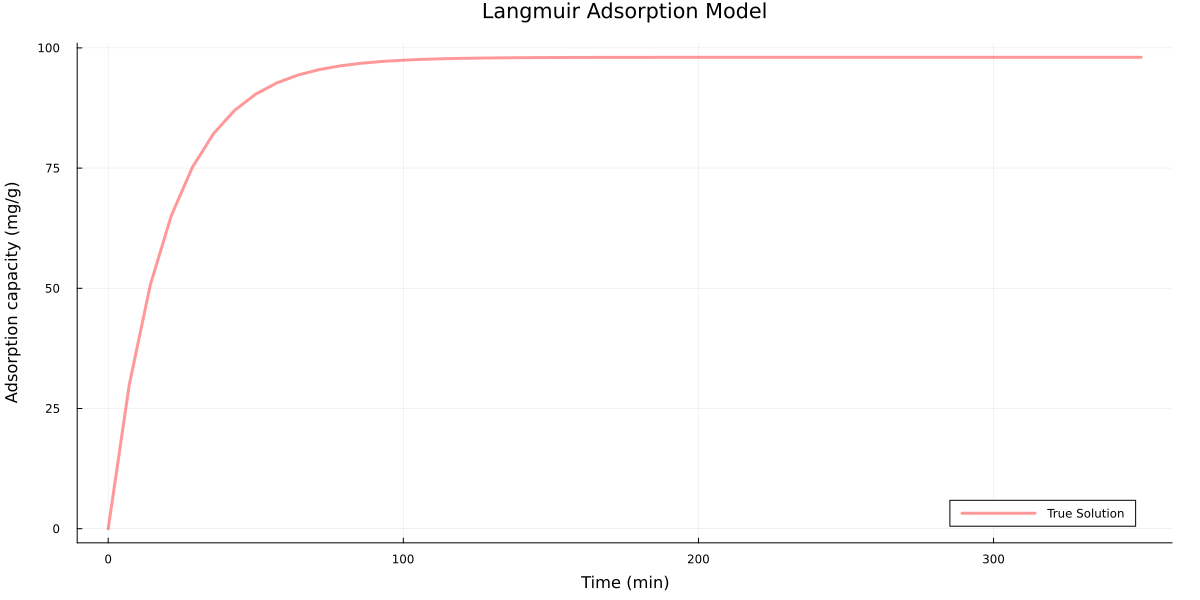 Langmuir Adsorption Model
Adsorption capacity (mg/g)
100
75
50
25
0
True Solution
0
100
200
300
Time (min)